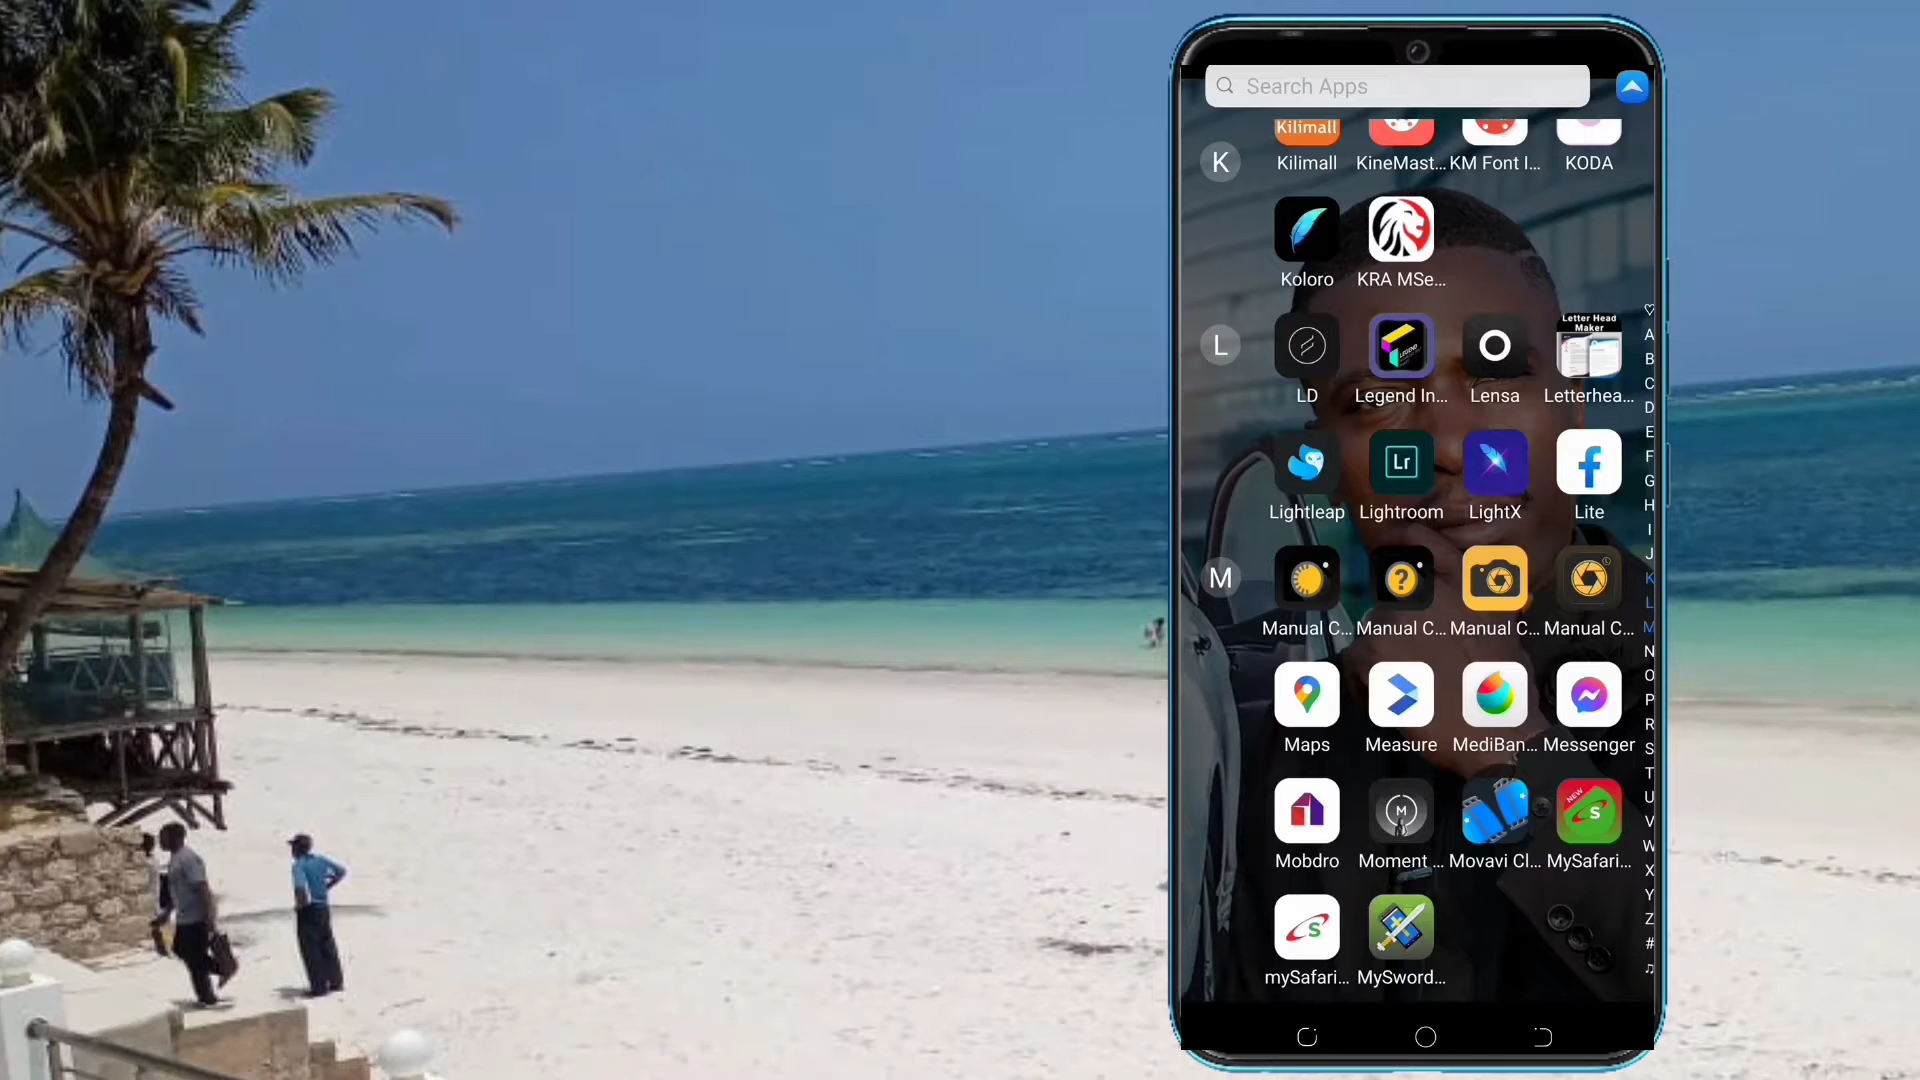 Search Apps
Kilimall
K
Kilimall KineMast... KM Font I... KODA
Koloro KRA MSe...
Letter Head
Maker
L
LEGEND
LD Legend In... Lensa Letterhea...
Lr
Lightleap Lightroom LightX Lite
M
Manual C... Manual C... Manual C... Manual C...
Maps Measure MediBan... Messenger
M
NEW
S
Mobdro Moment ... Movavi Cl... MySafari...
S
mySafari... MySword...
♡
A
B
C
D
E
F
G
H
I
J
K
L
M
N
O
P
R
S
T
U
V
W
X
Y
Z
#
♫